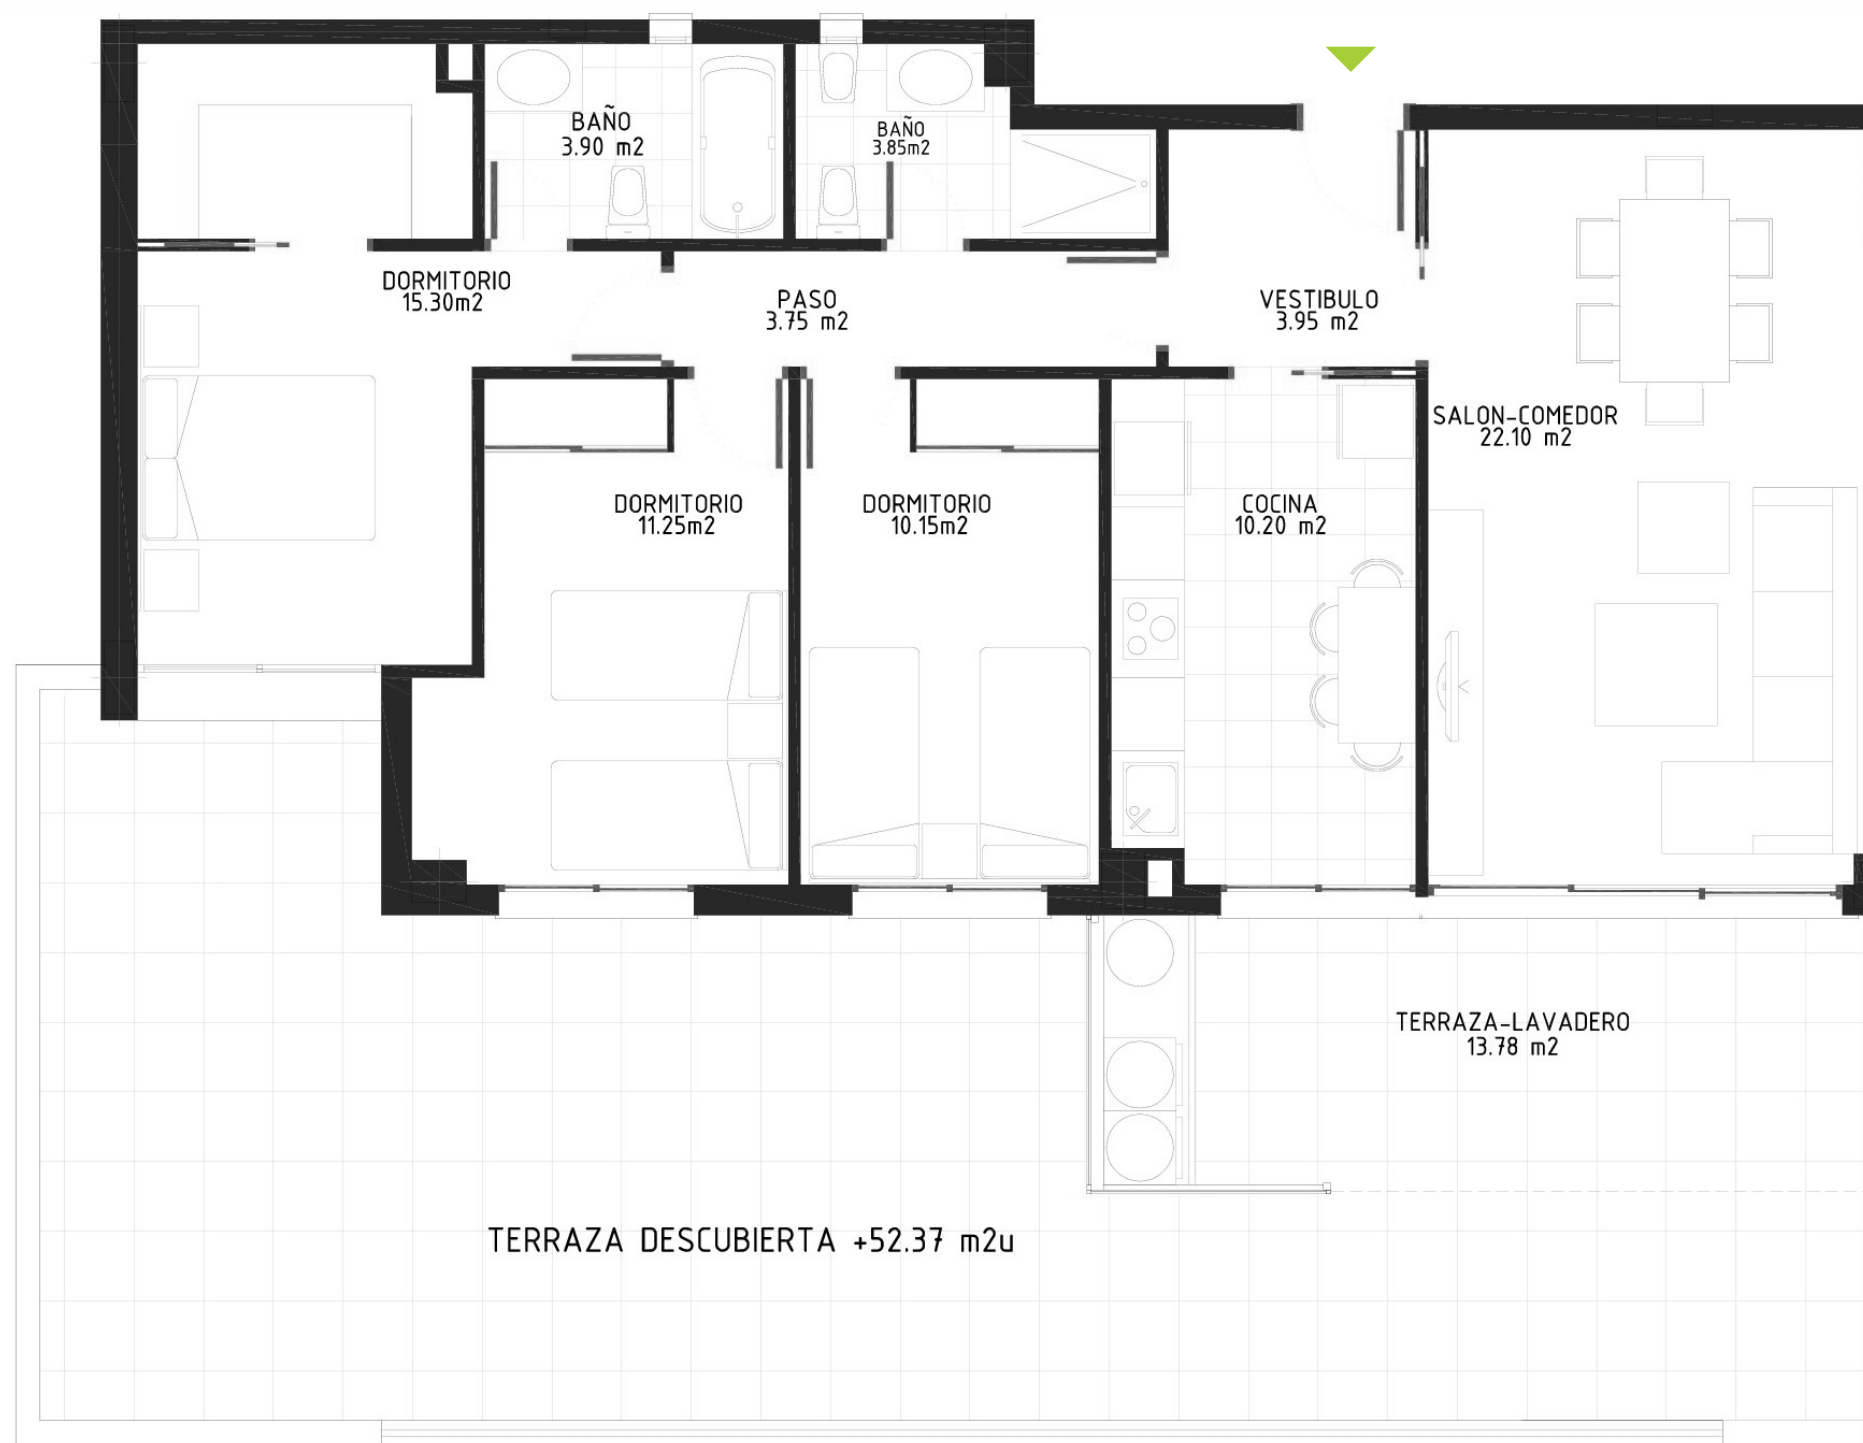 BAÑO
3.90 m2
BAÑO
3.85m2
DORMITORIO
15.30m2
PASO
3.75 m2
VESTIBULO
3.95 m2
SALON-COMEDOR
22.10 m2
DORMITORIO
11.25m2
DORMITORIO
10.15m2
COCINA
10.20 m2
TERRAZA-LAVADERO
13.78 m2
TERRAZA DESCUBIERTA +52.37 m2u